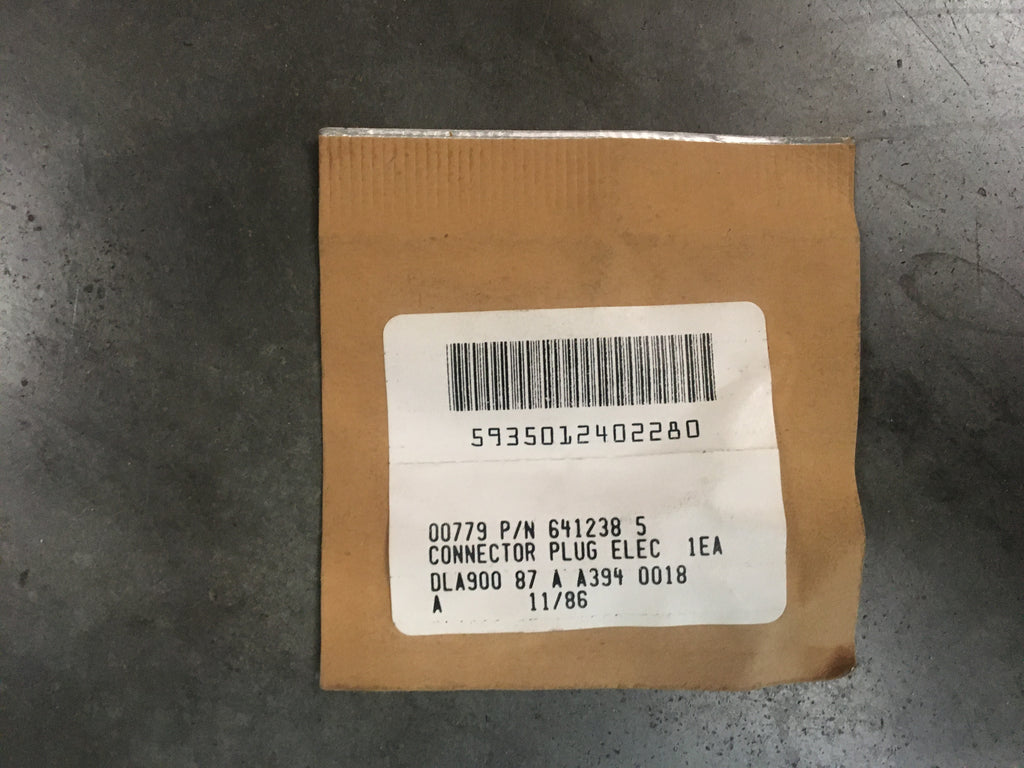 5935012402280
00779 P/N 641238 5
CONNECTOR PLUG ELEC 1EA
DLA900 87 A A394 0018
A 11/86